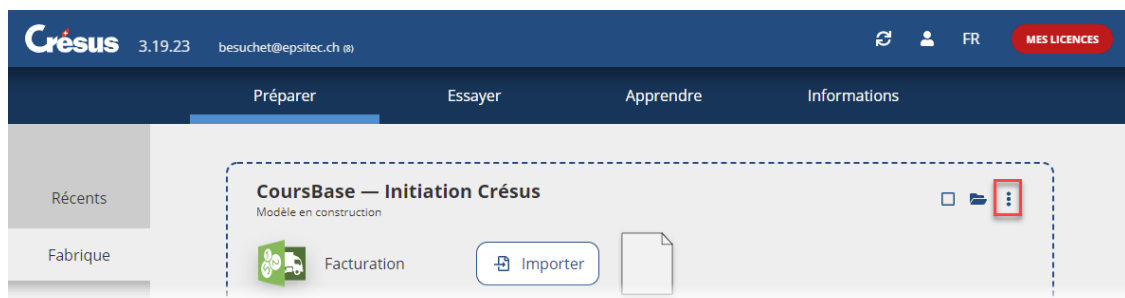 Crésus 3.19.23 besuchet@epsitec.ch (8) FR MES LICENCES
Préparer Essayer Apprendre Informations
Récents
CoursBase — Initiation Crésus
Modèle en construction
Fabrique
Facturation Importer